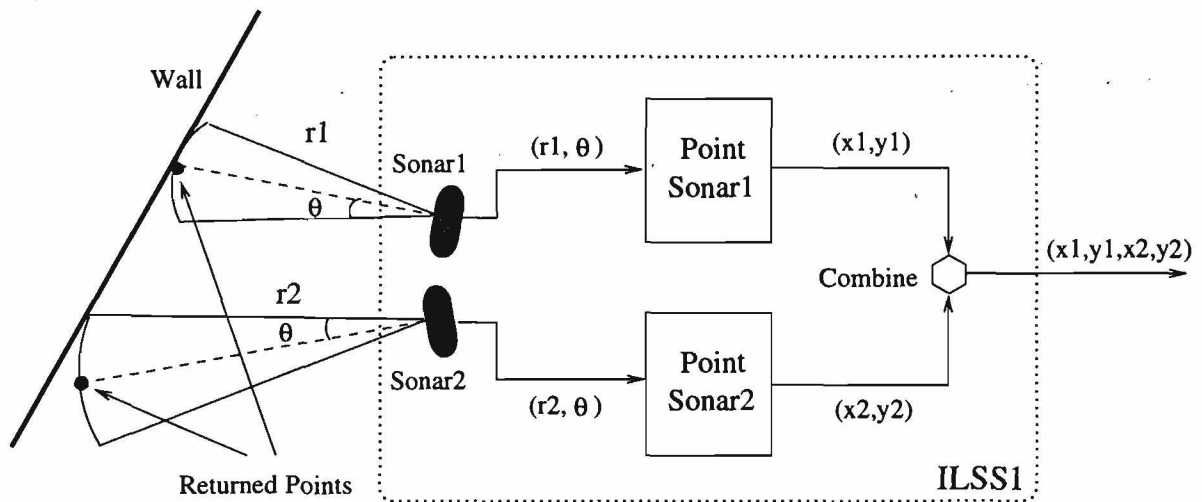 Wall
r1
Sonar1
(r1, θ)
Point
Sonar1
(x1,y1)
θ
Combine
(x1,y1,x2,y2)
r2
θ
Sonar2
(r2, θ)
Point
Sonar2
(x2,y2)
Returned Points
ILSS1